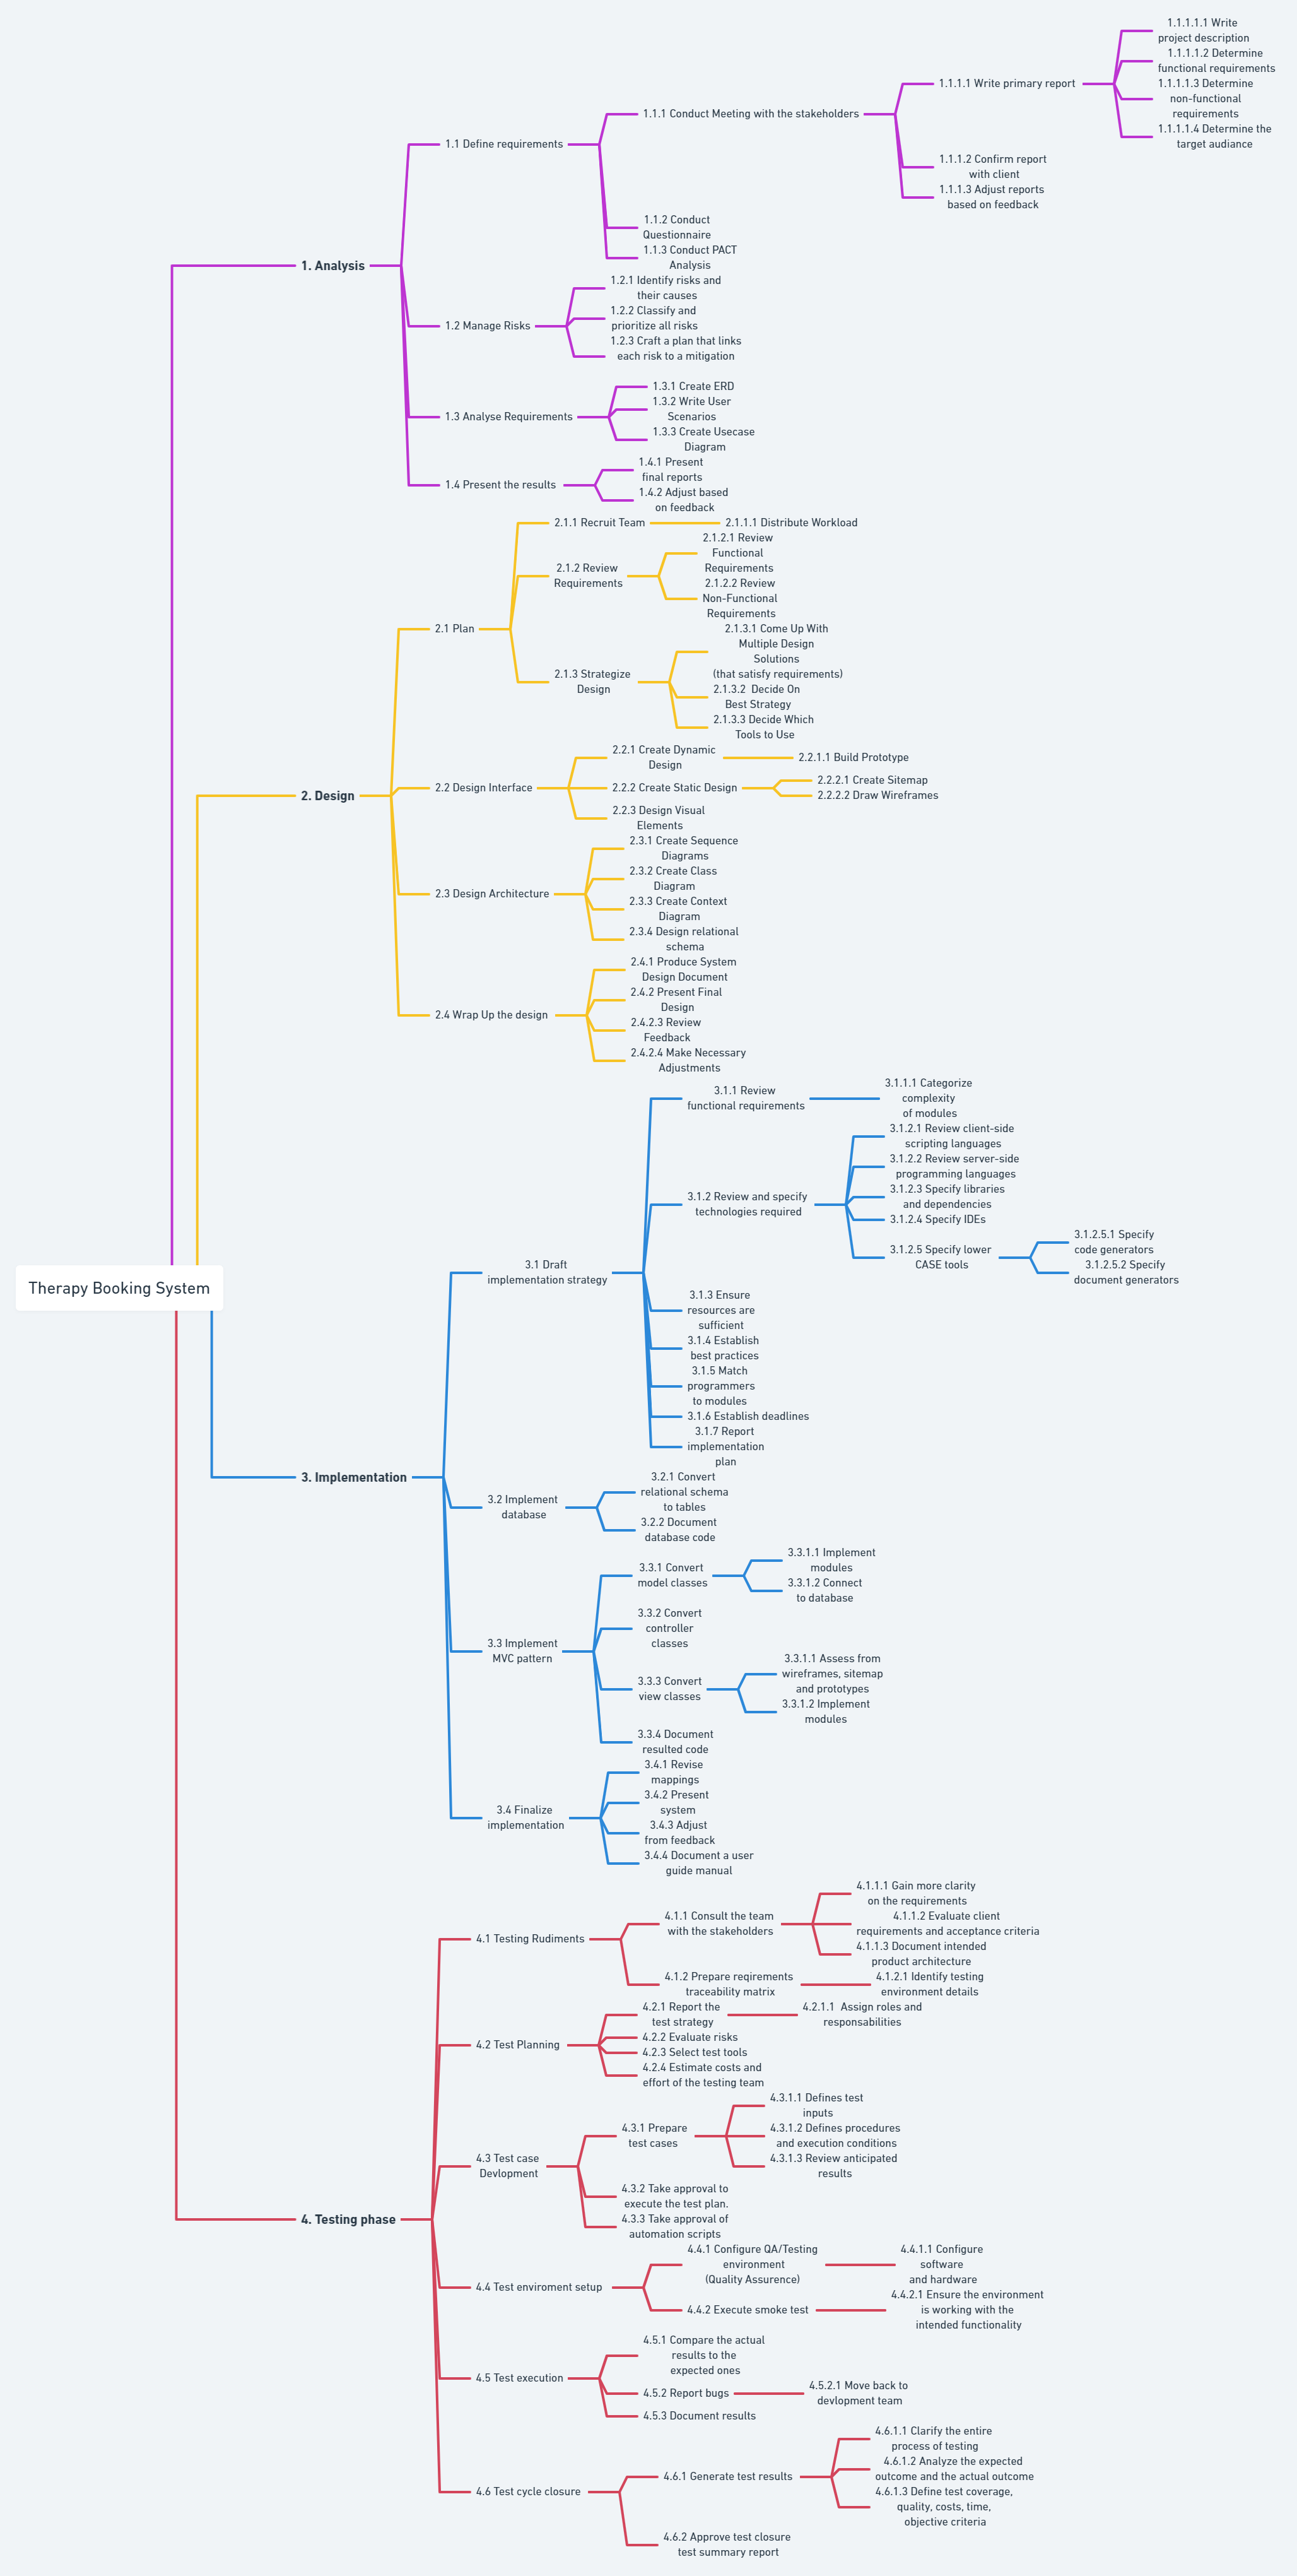 Therapy Booking System
1. Analysis
1.1 Define requirements
1.1.1 Conduct Meeting with the stakeholders
1.1.1.1 Write primary report
1.1.1.1.1 Write
project description
1.1.1.1.2 Determine
functional requirements
1.1.1.1.3 Determine
non-functional
requirements
1.1.1.1.4 Determine the
target audiance
1.1.1.2 Confirm report
with client
1.1.1.3 Adjust reports
based on feedback
1.1.2 Conduct
Questionnaire
1.1.3 Conduct PACT
Analysis
1.2 Manage Risks
1.2.1 Identify risks and
their causes
1.2.2 Classify and
prioritize all risks
1.2.3 Craft a plan that links
each risk to a mitigation
1.3 Analyse Requirements
1.3.1 Create ERD
1.3.2 Write User
Scenarios
1.3.3 Create Usecase
Diagram
1.4 Present the results
1.4.1 Present
final reports
1.4.2 Adjust based
on feedback
2. Design
2.1 Plan
2.1.1 Recruit Team
2.1.1.1 Distribute Workload
2.1.2 Review
Requirements
2.1.2.1 Review
Functional
Requirements
2.1.2.2 Review
Non-Functional
Requirements
2.1.3 Strategize
Design
2.1.3.1 Come Up With
Multiple Design
Solutions
(that satisfy requirements)
2.1.3.2  Decide On
Best Strategy
2.1.3.3 Decide Which
Tools to Use
2.2 Design Interface
2.2.1 Create Dynamic
Design
2.2.1.1 Build Prototype
2.2.2 Create Static Design
2.2.2.1 Create Sitemap
2.2.2.2 Draw Wireframes
2.2.3 Design Visual
Elements
2.3 Design Architecture
2.3.1 Create Sequence
Diagrams
2.3.2 Create Class
Diagram
2.3.3 Create Context
Diagram
2.3.4 Design relational
schema
2.4 Wrap Up the design
2.4.1 Produce System
Design Document
2.4.2 Present Final
Design
2.4.2.3 Review
Feedback
2.4.2.4 Make Necessary
Adjustments
3. Implementation
3.1 Draft
implementation strategy
3.1.1 Review
functional requirements
3.1.1.1 Categorize
complexity
of modules
3.1.2 Review and specify
technologies required
3.1.2.1 Review client-side
scripting languages
3.1.2.2 Review server-side
programming languages
3.1.2.3 Specify libraries
and dependencies
3.1.2.4 Specify IDEs
3.1.2.5 Specify lower
CASE tools
3.1.2.5.1 Specify
code generators
3.1.2.5.2 Specify
document generators
3.1.3 Ensure
resources are
sufficient
3.1.4 Establish
best practices
3.1.5 Match
programmers
to modules
3.1.6 Establish deadlines
3.1.7 Report
implementation
plan
3.2 Implement
database
3.2.1 Convert
relational schema
to tables
3.2.2 Document
database code
3.3 Implement
MVC pattern
3.3.1 Convert
model classes
3.3.1.1 Implement
modules
3.3.1.2 Connect
to database
3.3.2 Convert
controller
classes
3.3.3 Convert
view classes
3.3.1.1 Assess from
wireframes, sitemap
and prototypes
3.3.1.2 Implement
modules
3.3.4 Document
resulted code
3.4 Finalize
implementation
3.4.1 Revise
mappings
3.4.2 Present
system
3.4.3 Adjust
from feedback
3.4.4 Document a user
guide manual
4. Testing phase
4.1 Testing Rudiments
4.1.1 Consult the team
with the stakeholders
4.1.1.1 Gain more clarity
on the requirements
4.1.1.2 Evaluate client
requirements and acceptance criteria
4.1.1.3 Document intended
product architecture
4.1.2 Prepare reqirements
traceability matrix
4.1.2.1 Identify testing
environment details
4.2 Test Planning
4.2.1 Report the
test strategy
4.2.1.1  Assign roles and
responsabilities
4.2.2 Evaluate risks
4.2.3 Select test tools
4.2.4 Estimate costs and
effort of the testing team
4.3 Test case
Devlopment
4.3.1 Prepare
test cases
4.3.1.1 Defines test
inputs
4.3.1.2 Defines procedures
and execution conditions
4.3.1.3 Review anticipated
results
4.3.2 Take approval to
execute the test plan.
4.3.3 Take approval of
automation scripts
4.4 Test enviroment setup
4.4.1 Configure QA/Testing
environment
(Quality Assurence)
4.4.1.1 Configure
software
and hardware
4.4.2 Execute smoke test
4.4.2.1 Ensure the environment
is working with the
intended functionality
4.5 Test execution
4.5.1 Compare the actual
results to the
expected ones
4.5.2 Report bugs
4.5.2.1 Move back to
devlopment team
4.5.3 Document results
4.6 Test cycle closure
4.6.1 Generate test results
4.6.1.1 Clarify the entire
process of testing
4.6.1.2 Analyze the expected
outcome and the actual outcome
4.6.1.3 Define test coverage,
quality, costs, time,
objective criteria
4.6.2 Approve test closure
test summary report